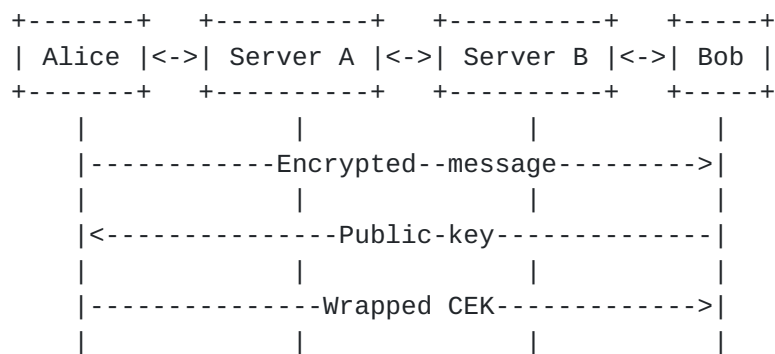 +-------+   +----------+   +----------+   +-----+
| Alice |<->| Server A |<->| Server B |<->| Bob |
+-------+   +----------+   +----------+   +-----+
    |             |              |           |
    |------------Encrypted--message--------->|
    |             |              |           |
    |<---------------Public-key--------------|
    |             |              |           |
    |---------------Wrapped CEK------------->|
    |             |              |           |